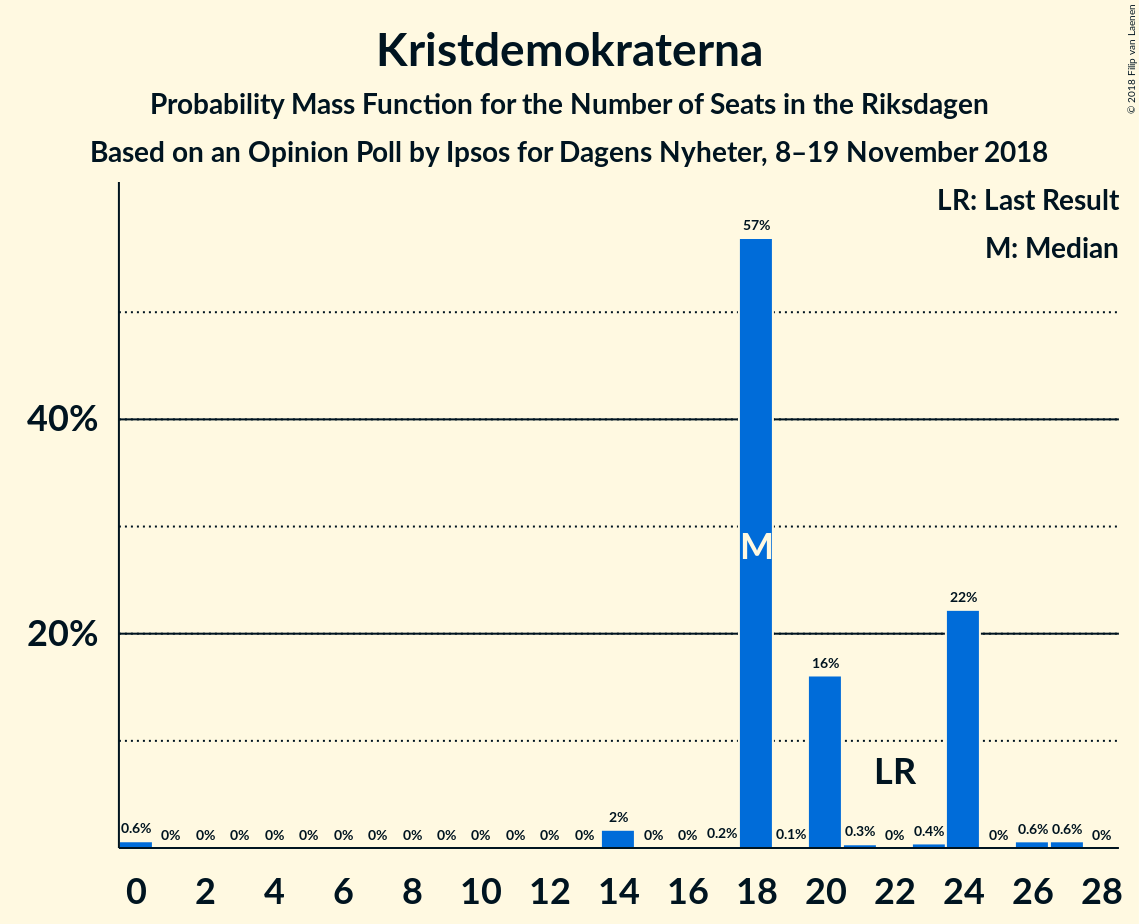 Kristdemokraterna
Probability Mass Function for the Number of Seats in the Riksdagen
Based on an Opinion Poll by Ipsos for Dagens Nyheter, 8–19 November 2018
© 2018 Filip van Laenen
LR: Last Result
M: Median
40%
20%
0.6% 0% 0% 0% 0% 0% 0% 0% 0% 0% 0% 0% 0% 0% 2% 0% 0% 0.2% 57% 0.1% 16% 0.3% 0% 0.4% 22% 0% 0.6% 0.6% 0%
M
LR
0 2 4 6 8 10 12 14 16 18 20 22 24 26 28